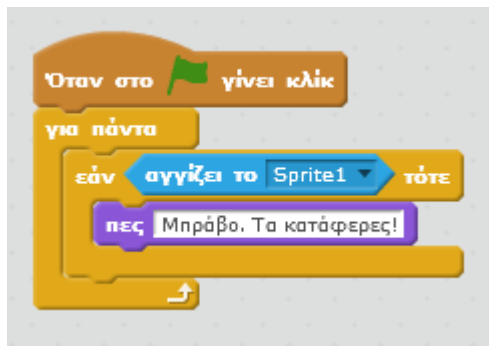 Όταν στο γίνει κλίκ
για πάντα
εάν αγγίζει το Sprite1 τότε
πες Μπράβο. Τα κατάφερες!